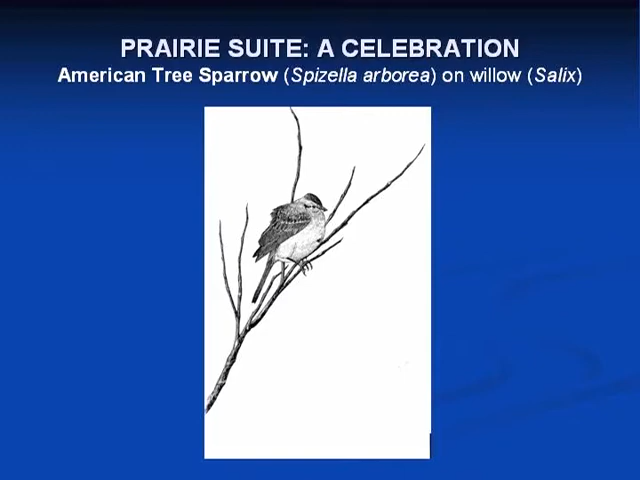 PRAIRIE SUITE: A CELEBRATION
American Tree Sparrow (Spizella arborea) on willow (Salix)